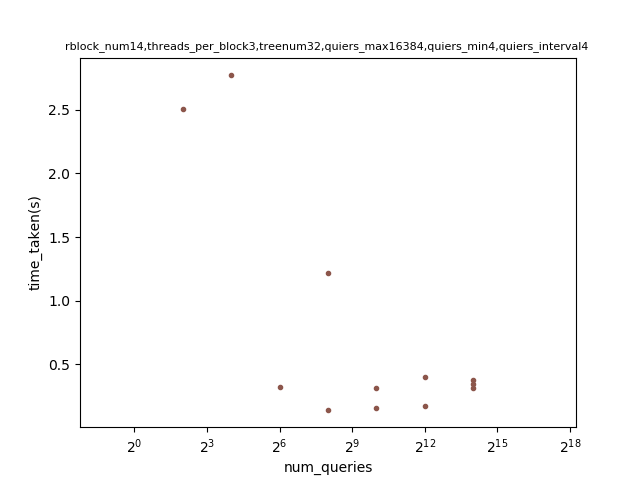 rblock_num14,threads_per_block3,treenum32,quiers_max16384,quiers_min4,quiers_interval4
2.5
2.0
1.5
1.0
0.5
time_taken(s)
2^0 2^3 2^6 2^9 2^12 2^15 2^18
num_queries